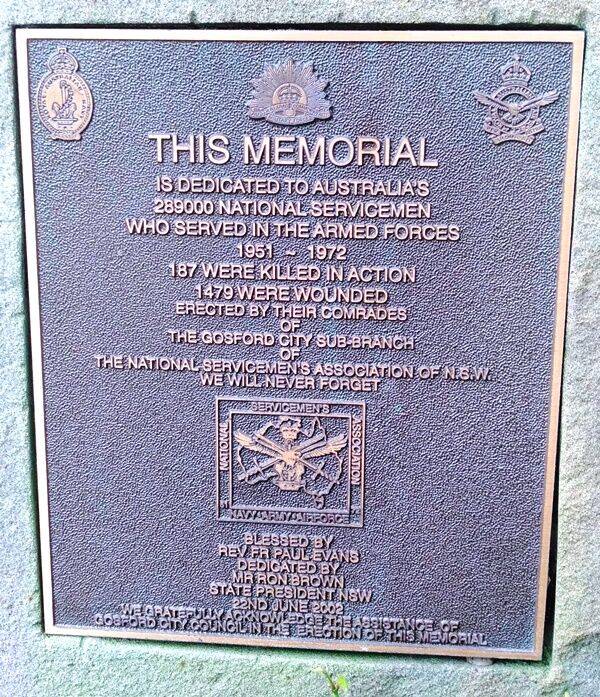 THIS MEMORIAL
IS DEDICATED TO AUSTRALIA'S
289000 NATIONAL SERVICEMEN
WHO SERVED IN THE ARMED FORCES
1951 ~ 1972
187 WERE KILLED IN ACTION
1479 WERE WOUNDED
ERECTED BY THEIR COMRADES
OF
THE GOSFORD CITY SUB-BRANCH
OF
THE NATIONAL SERVICEMEN'S ASSOCIATION OF N.S.W.
WE WILL NEVER FORGET
SERVICEMEN'S
NATIONAL
ASSOCIATION
NAVY·ARMY·AIRFORCE
BLESSED BY
REV.FR PAUL EVANS
DEDICATED BY
MR RON BROWN
STATE PRESIDENT NSW
22ND JUNE 2002
WE GRATEFULLY ACKNOWLEDGE THE ASSISTANCE OF
GOSFORD CITY COUNCIL IN THE ERECTION OF THIS MEMORIAL